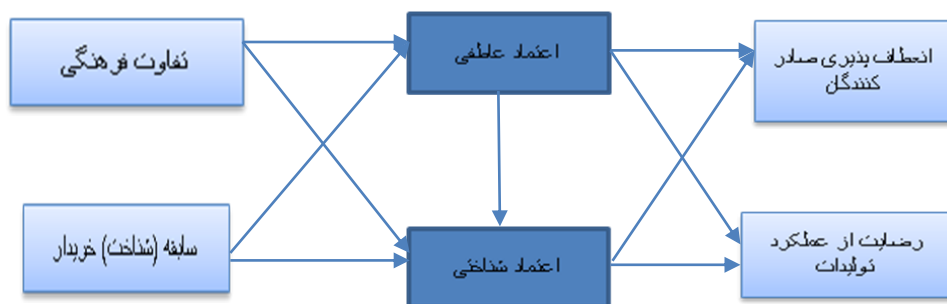 تفاوت فرهنگی
اعتماد عاطفی
انعطاف پذیری صادر
کنندگان
سابقه (شناخت) خریدار
اعتماد شناختی
رضایت از عملکرد
تولیدات